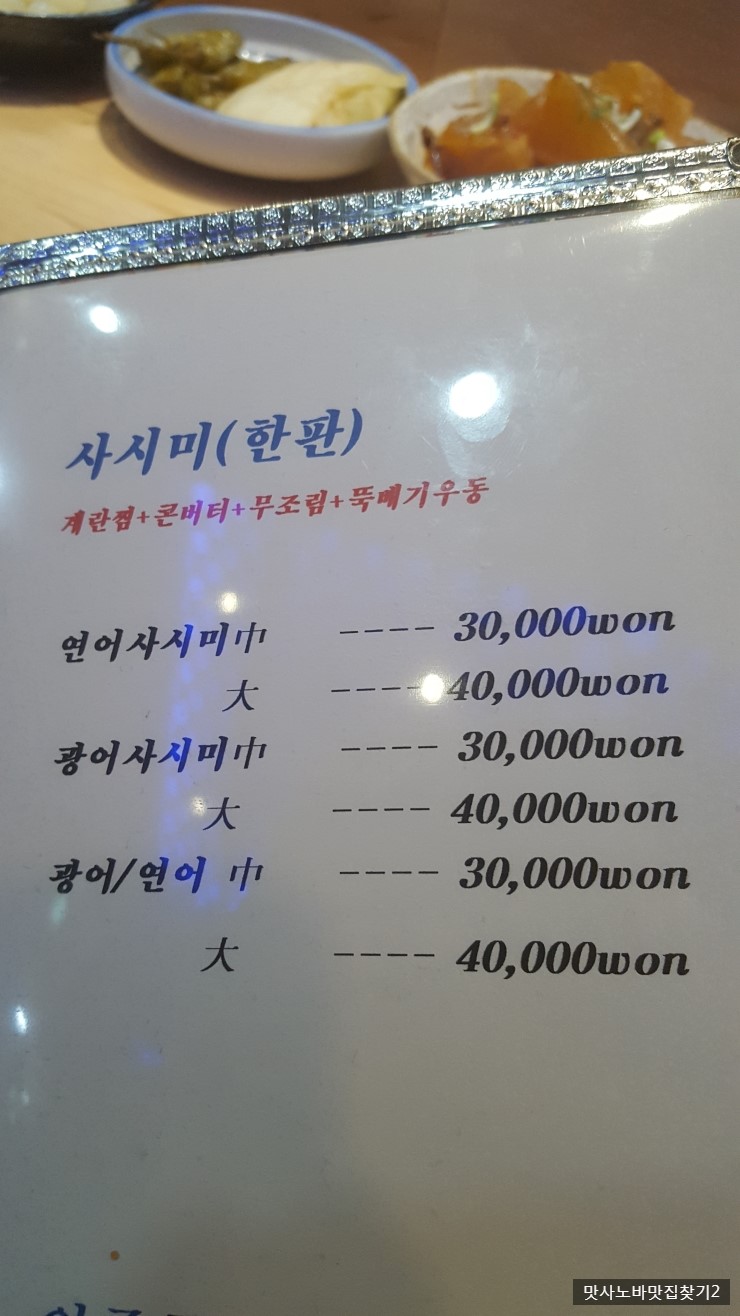 사시미(한판)
계란찜+콘버터+무조림+뚝배기우동
연어사시미巾 ---- 30,000won
大 ---- 40,000won
광어사시미巾 ---- 30,000won
大 ---- 40,000won
광어/연어 巾 ---- 30,000won
大 ---- 40,000won
맛사노바맛집찾기2